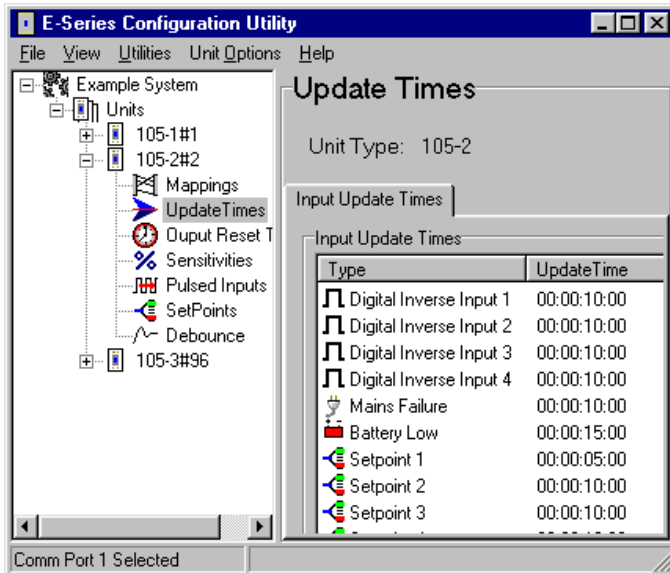 E-Series Configuration Utility
File View Utilities Unit Options Help
Example System
Units
105-1#1
105-2#2
Mappings
UpdateTimes
Ouput Reset T
Sensitivities
Pulsed Inputs
SetPoints
Debounce
105-3#96
Update Times
Unit Type: 105-2
Input Update Times
Input Update Times
Type UpdateTime
Digital Inverse Input 1 00:00:10:00
Digital Inverse Input 2 00:00:10:00
Digital Inverse Input 3 00:00:10:00
Digital Inverse Input 4 00:00:10:00
Mains Failure 00:00:10:00
Battery Low 00:00:15:00
Setpoint 1 00:00:05:00
Setpoint 2 00:00:10:00
Setpoint 3 00:00:10:00
Comm Port 1 Selected